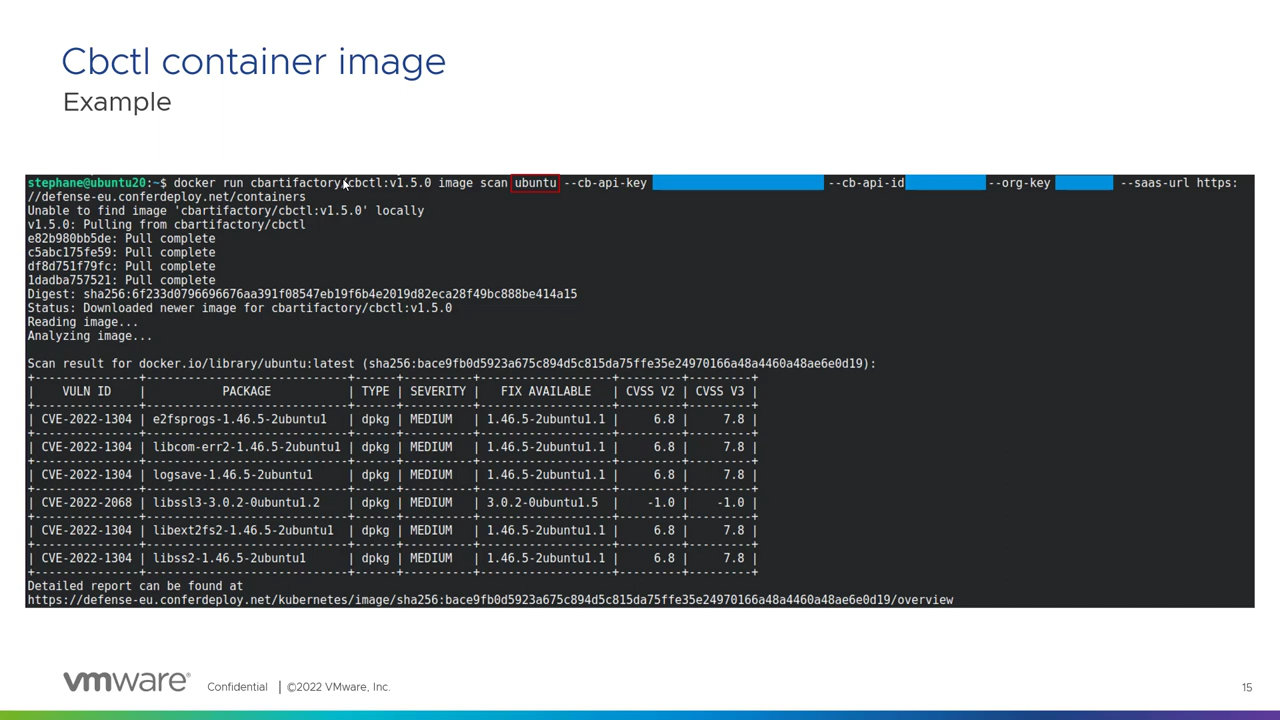 Cbctl container image
Example
stephane@ubuntu20:~$ docker run cbartifactory/cbctl:v1.5.0 image scan ubuntu --cb-api-key --cb-api-id --org-key --saas-url https:
//defense-eu.conferdeploy.net/containers
Unable to find image 'cbartifactory/cbctl:v1.5.0' locally
v1.5.0: Pulling from cbartifactory/cbctl
e82b980bb5de: Pull complete
c5abc175fe59: Pull complete
df8d751f79fc: Pull complete
1dadba757521: Pull complete
Digest: sha256:6f233d0796696676aa391f08547eb19f6b4e2019d82eca28f49bc888be414a15
Status: Downloaded newer image for cbartifactory/cbctl:v1.5.0
Reading image...
Analyzing image...
Scan result for docker.io/library/ubuntu:latest (sha256:bace9fb0d5923a675c894d5c815da75ffe35e24970166a48a4460a48ae6e0d19):
| VULN ID | PACKAGE | TYPE | SEVERITY | FIX AVAILABLE | CVSS V2 | CVSS V3 |
| CVE-2022-1304 | e2fsprogs-1.46.5-2ubuntu1 | dpkg | MEDIUM | 1.46.5-2ubuntu1.1 | 6.8 | 7.8 |
| CVE-2022-1304 | libcom-err2-1.46.5-2ubuntu1 | dpkg | MEDIUM | 1.46.5-2ubuntu1.1 | 6.8 | 7.8 |
| CVE-2022-1304 | logsave-1.46.5-2ubuntu1 | dpkg | MEDIUM | 1.46.5-2ubuntu1.1 | 6.8 | 7.8 |
| CVE-2022-2068 | libssl3-3.0.2-0ubuntu1.2 | dpkg | MEDIUM | 3.0.2-0ubuntu1.5 | -1.0 | -1.0 |
| CVE-2022-1304 | libext2fs2-1.46.5-2ubuntu1 | dpkg | MEDIUM | 1.46.5-2ubuntu1.1 | 6.8 | 7.8 |
| CVE-2022-1304 | libss2-1.46.5-2ubuntu1 | dpkg | MEDIUM | 1.46.5-2ubuntu1.1 | 6.8 | 7.8 |
Detailed report can be found at
https://defense-eu.conferdeploy.net/kubernetes/image/sha256:bace9fb0d5923a675c894d5c815da75ffe35e24970166a48a4460a48ae6e0d19/overview
vmware® Confidential | ©2022 VMware, Inc. 15